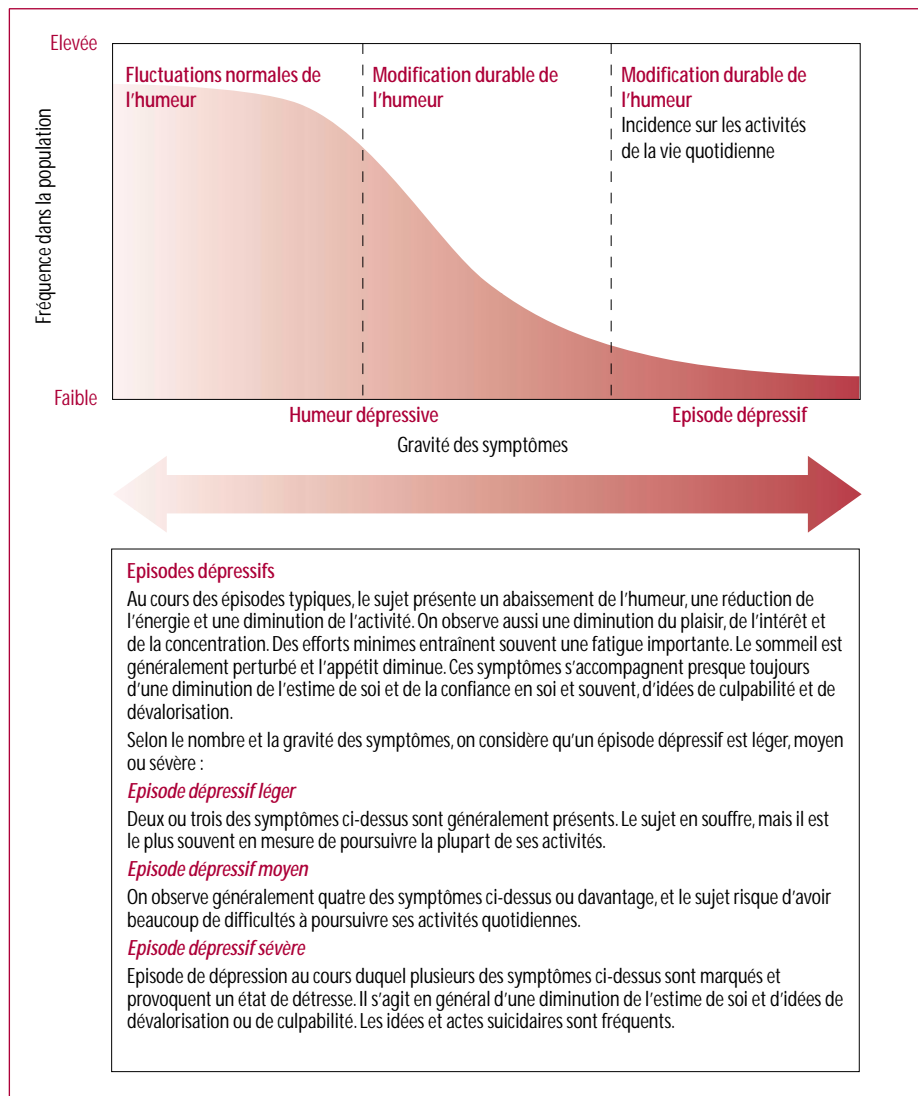 Elevée
Fluctuations normales de
l'humeur
Modification durable de
l'humeur
Modification durable de
l'humeur
Incidence sur les activités
de la vie quotidienne
Fréquence dans la population
Faible
Humeur dépressive
Episode dépressif
Gravité des symptômes
Episodes dépressifs
Au cours des épisodes typiques, le sujet présente un abaissement de l'humeur, une réduction de
l'énergie et une diminution de l'activité. On observe aussi une diminution du plaisir, de l'intérêt et
de la concentration. Des efforts minimes entraînent souvent une fatigue importante. Le sommeil est
généralement perturbé et l'appétit diminue. Ces symptômes s'accompagnent presque toujours
d'une diminution de l'estime de soi et de la confiance en soi et souvent, d'idées de culpabilité et de
dévalorisation.
Selon le nombre et la gravité des symptômes, on considère qu'un épisode dépressif est léger, moyen
ou sévère :
Episode dépressif léger
Deux ou trois des symptômes ci-dessus sont généralement présents. Le sujet en souffre, mais il est
le plus souvent en mesure de poursuivre la plupart de ses activités.
Episode dépressif moyen
On observe généralement quatre des symptômes ci-dessus ou davantage, et le sujet risque d'avoir
beaucoup de difficultés à poursuivre ses activités quotidiennes.
Episode dépressif sévère
Episode de dépression au cours duquel plusieurs des symptômes ci-dessus sont marqués et
provoquent un état de détresse. Il s'agit en général d'une diminution de l'estime de soi et d'idées de
dévalorisation ou de culpabilité. Les idées et actes suicidaires sont fréquents.